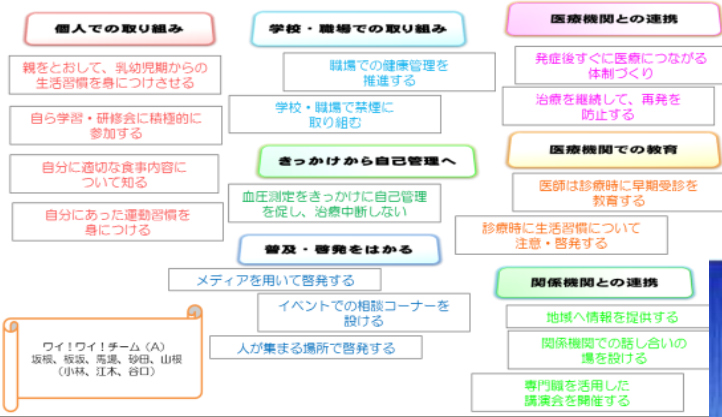 個人での取り組み
親をとおして、乳幼児期からの
生活習慣を身につけさせる
自ら学習・研修会に積極的に
参加する
自分に適切な食事内容に
ついて知る
自分にあった運動習慣を
身につける
学校・職場での取り組み
職場での健康管理を
推進する
学校・職場で禁煙に
取り組む
きっかけから自己管理へ
血圧測定をきっかけに自己管理
を促し、治療中断しない
普及・啓発をはかる
メディアを用いて啓発する
イベントでの相談コーナーを
設ける
人が集まる場所で啓発する
医療機関との連携
発症後すぐに医療につながる
体制づくり
治療を継続して、再発を
防止する
医療機関での教育
医師は診療時に早期受診を
教育する
診療時に生活習慣について
注意・啓発する
関係機関との連携
地域へ情報を提供する
関係機関での話し合いの
場を設ける
専門職を活用した
講演会を開催する
ワイ！ワイ！チーム（A）
坂根、板坂、馬場、砂田、山根
（小林、江木、谷口）